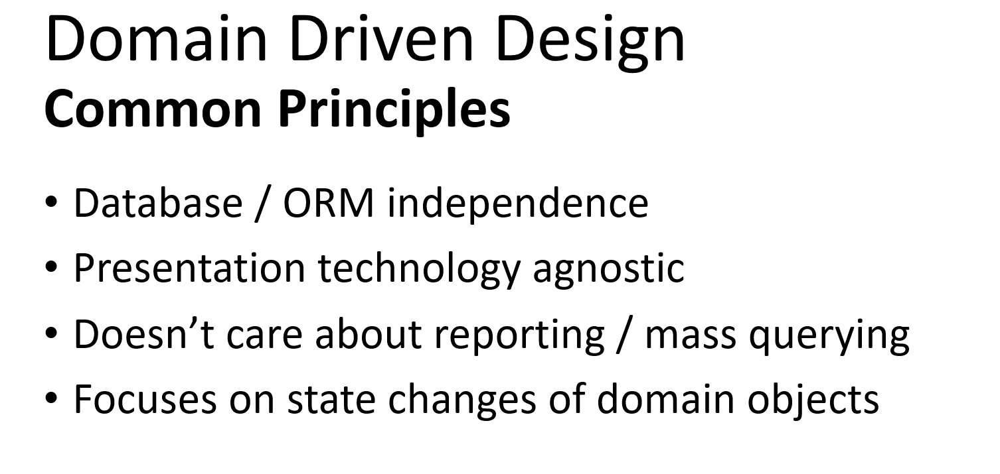 Domain Driven Design
Common Principles
• Database / ORM independence
• Presentation technology agnostic
• Doesn’t care about reporting / mass querying
• Focuses on state changes of domain objects